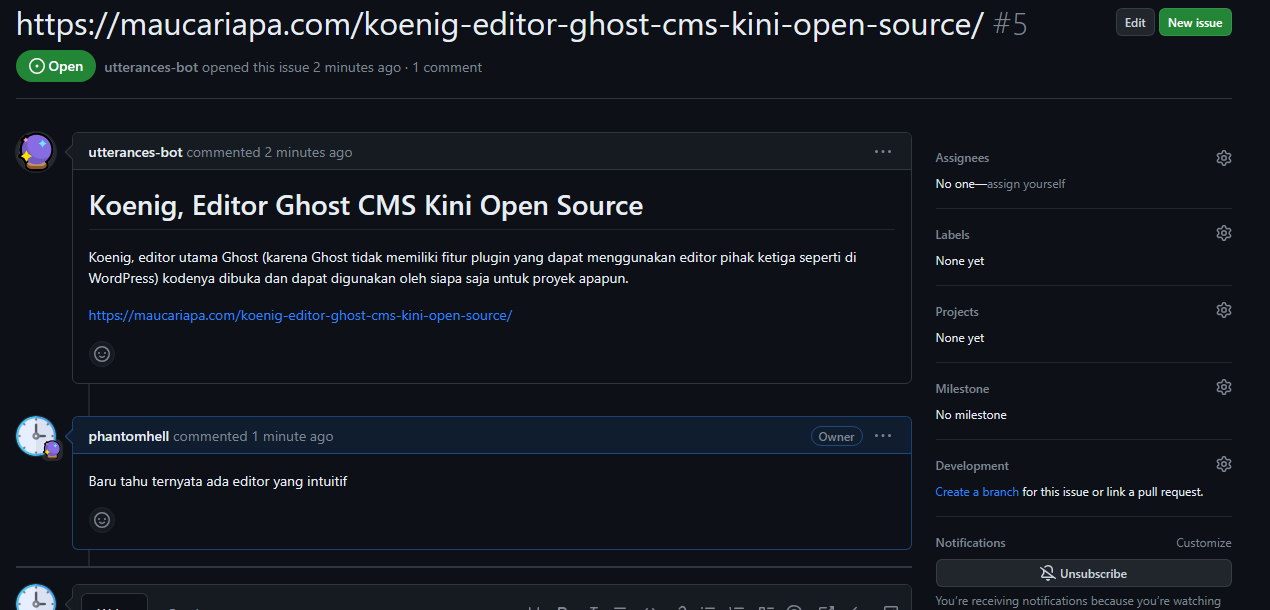 https://maucariapa.com/koenig-editor-ghost-cms-kini-open-source/ #5
Edit
New issue
Open
utterances-bot opened this issue 2 minutes ago · 1 comment
utterances-bot commented 2 minutes ago
Koenig, Editor Ghost CMS Kini Open Source
Koenig, editor utama Ghost (karena Ghost tidak memiliki fitur plugin yang dapat menggunakan editor pihak ketiga seperti di
WordPress) kodenya dibuka dan dapat digunakan oleh siapa saja untuk proyek apapun.
https://maucariapa.com/koenig-editor-ghost-cms-kini-open-source/
phantomhell commented 1 minute ago
Owner
Baru tahu ternyata ada editor yang intuitif
Assignees
No one—assign yourself
Labels
None yet
Projects
None yet
Milestone
No milestone
Development
Create a branch for this issue or link a pull request.
Notifications
Customize
Unsubscribe
You're receiving notifications because you're watching